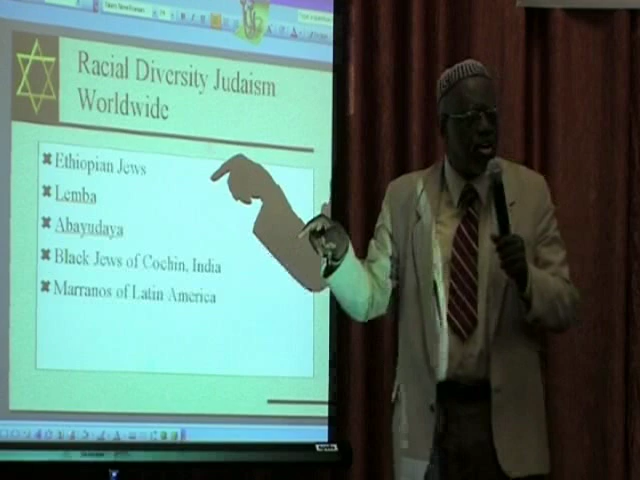 Racial Diversity Judaism
Worldwide
Ethiopian Jews
Lemba
Abayudaya
Black Jews of Cochin, India
Marranos of Latin America